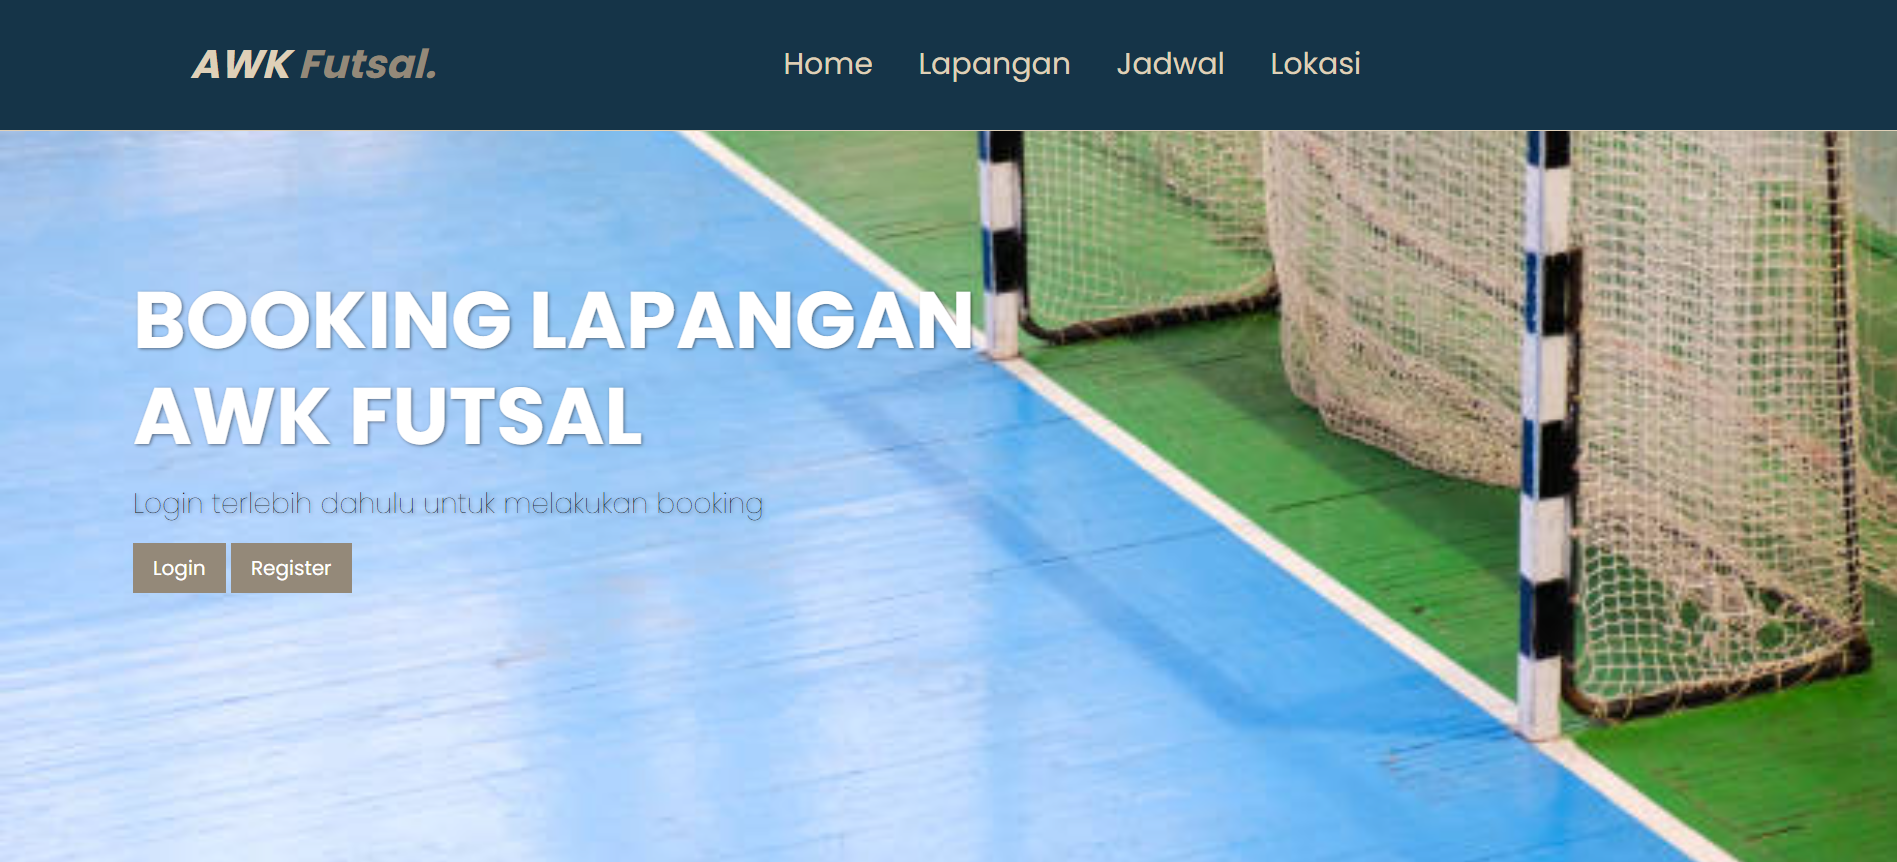 AWK Futsal.
Home Lapangan Jadwal Lokasi
BOOKING LAPANGAN
AWK FUTSAL
Login terlebih dahulu untuk melakukan booking
Login Register